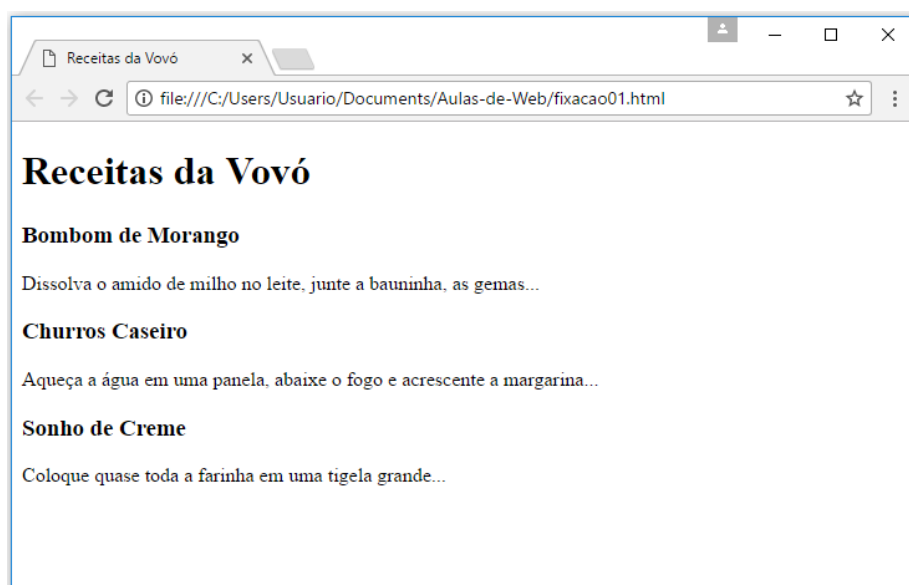 Receitas da Vovó
file:///C:/Users/Usuario/Documents/Aulas-de-Web/fixacao01.html
Receitas da Vovó
Bombom de Morango
Dissolva o amido de milho no leite, junte a bauninha, as gemas...
Churros Caseiro
Aqueça a água em uma panela, abaixe o fogo e acrescente a margarina...
Sonho de Creme
Coloque quase toda a farinha em uma tigela grande...